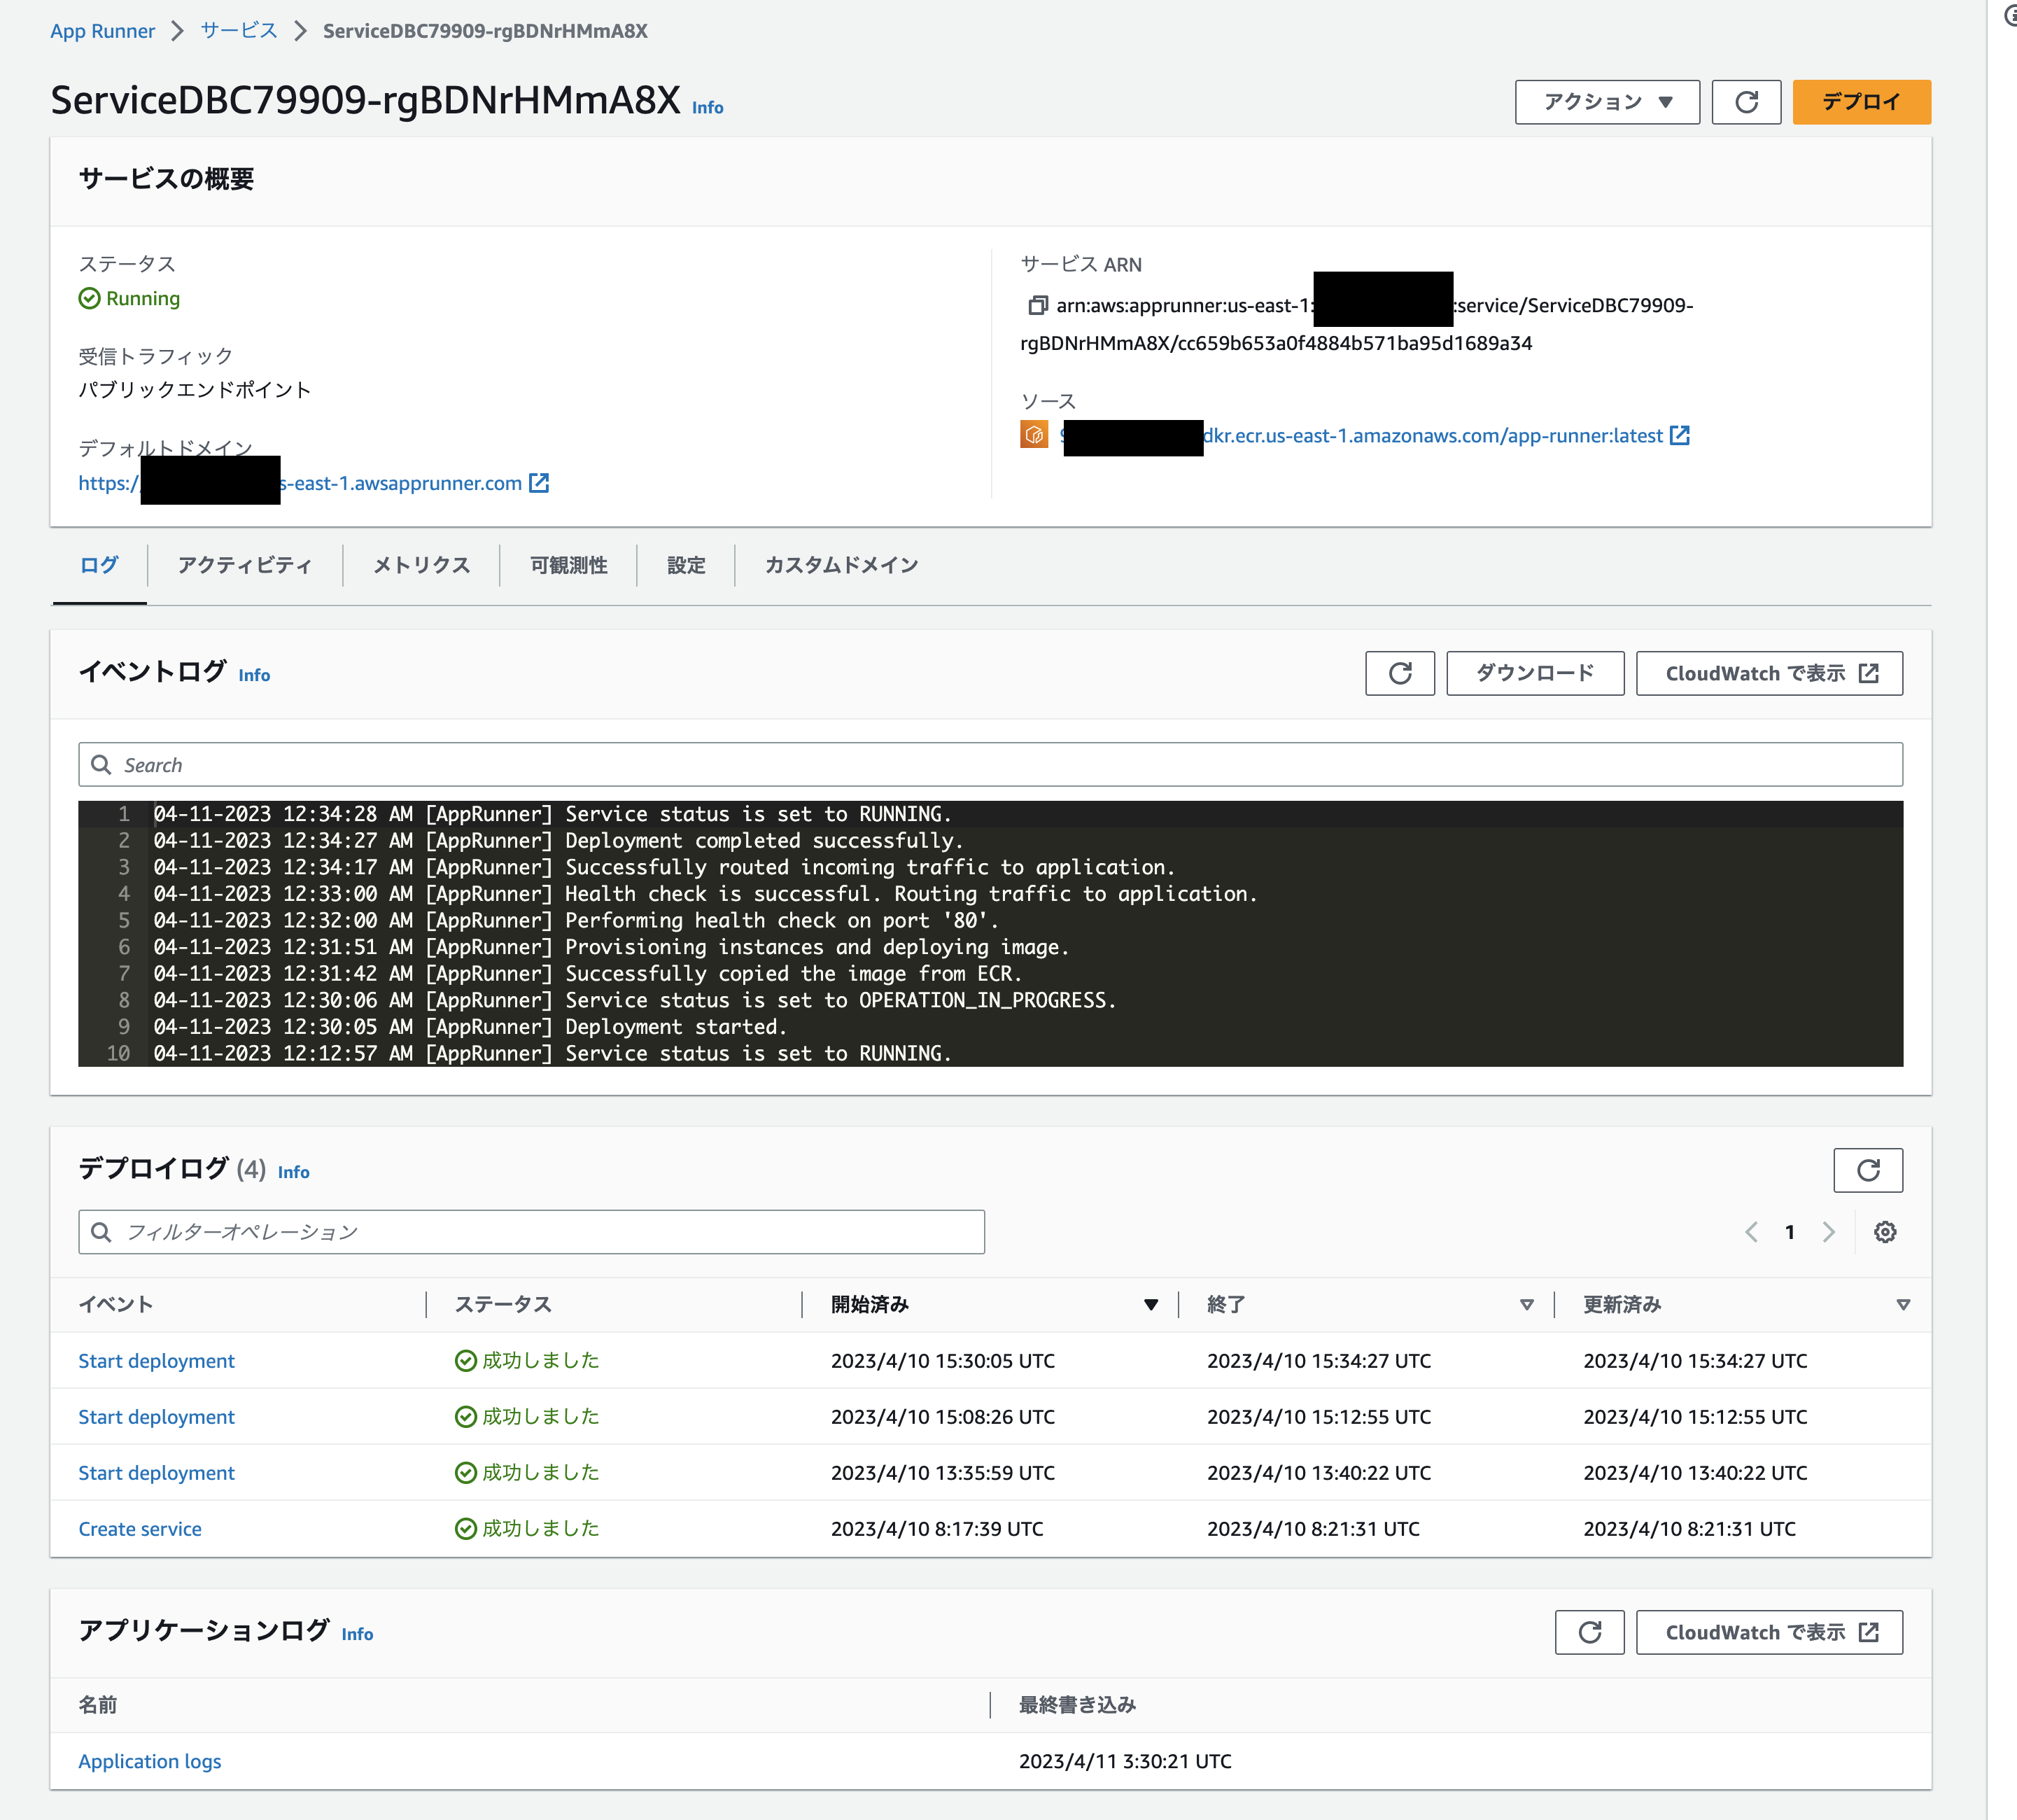 App Runner > サービス > ServiceDBC79909-rgBDNrHMmA8X
ServiceDBC79909-rgBDNrHMmA8X Info
アクション デプロイ
サービスの概要
ステータス
Running
受信トラフィック
パブリックエンドポイント
デフォルトドメイン
https:/ s-east-1.awsapprunner.com
サービス ARN
arn:aws:apprunner:us-east-1: :service/ServiceDBC79909-
rgBDNrHMmA8X/cc659b653a0f4884b571ba95d1689a34
ソース
dkr.ecr.us-east-1.amazonaws.com/app-runner:latest
ログ アクティビティ メトリクス 可観測性 設定 カスタムドメイン
イベントログ Info
ダウンロード CloudWatch で表示
Search
1 04-11-2023 12:34:28 AM [AppRunner] Service status is set to RUNNING.
2 04-11-2023 12:34:27 AM [AppRunner] Deployment completed successfully.
3 04-11-2023 12:34:17 AM [AppRunner] Successfully routed incoming traffic to application.
4 04-11-2023 12:33:00 AM [AppRunner] Health check is successful. Routing traffic to application.
5 04-11-2023 12:32:00 AM [AppRunner] Performing health check on port '80'.
6 04-11-2023 12:31:51 AM [AppRunner] Provisioning instances and deploying image.
7 04-11-2023 12:31:42 AM [AppRunner] Successfully copied the image from ECR.
8 04-11-2023 12:30:06 AM [AppRunner] Service status is set to OPERATION_IN_PROGRESS.
9 04-11-2023 12:30:05 AM [AppRunner] Deployment started.
10 04-11-2023 12:12:57 AM [AppRunner] Service status is set to RUNNING.
デプロイログ (4) Info
フィルターオペレーション
1
イベント ステータス 開始済み 終了 更新済み
Start deployment 成功しました 2023/4/10 15:30:05 UTC 2023/4/10 15:34:27 UTC 2023/4/10 15:34:27 UTC
Start deployment 成功しました 2023/4/10 15:08:26 UTC 2023/4/10 15:12:55 UTC 2023/4/10 15:12:55 UTC
Start deployment 成功しました 2023/4/10 13:35:59 UTC 2023/4/10 13:40:22 UTC 2023/4/10 13:40:22 UTC
Create service 成功しました 2023/4/10 8:17:39 UTC 2023/4/10 8:21:31 UTC 2023/4/10 8:21:31 UTC
アプリケーションログ Info
CloudWatch で表示
名前 最終書き込み
Application logs 2023/4/11 3:30:21 UTC